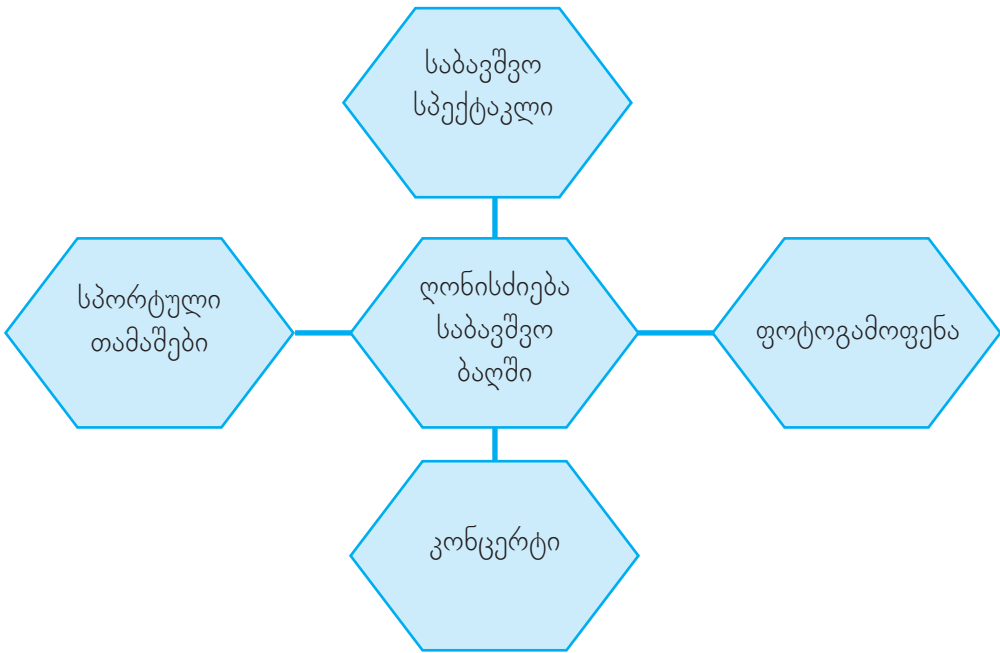 საბავშვო
სპექტაკლი
სპორტული
თამაშები
ღონისძიება
საბავშვო
ბაღში
ფოტოგამოფენა
კონცერტი